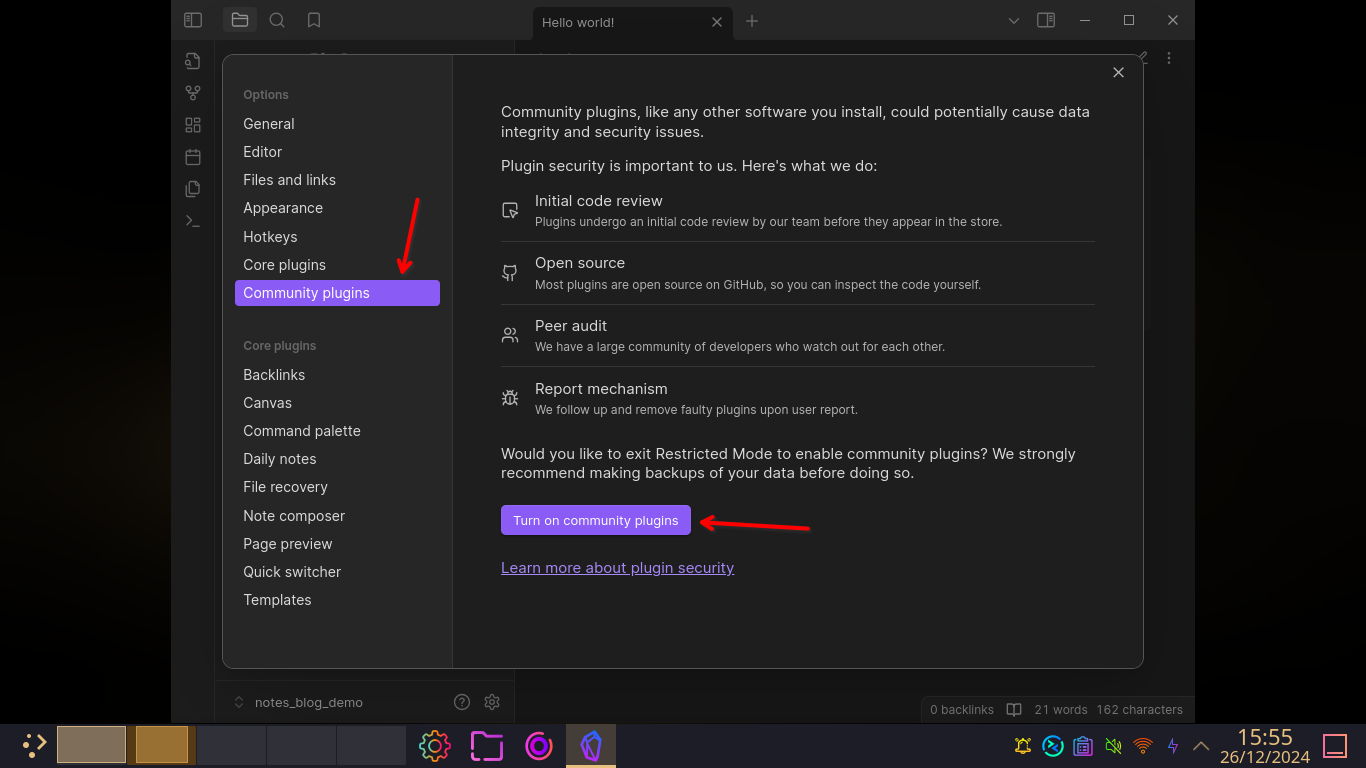 Hello world!
Options
General
Editor
Files and links
Appearance
Hotkeys
Core plugins
Community plugins
Core plugins
Backlinks
Canvas
Command palette
Daily notes
File recovery
Note composer
Page preview
Quick switcher
Templates
Community plugins, like any other software you install, could potentially cause data
integrity and security issues.
Plugin security is important to us. Here's what we do:
Initial code review
Plugins undergo an initial code review by our team before they appear in the store.
Open source
Most plugins are open source on GitHub, so you can inspect the code yourself.
Peer audit
We have a large community of developers who watch out for each other.
Report mechanism
We follow up and remove faulty plugins upon user report.
Would you like to exit Restricted Mode to enable community plugins? We strongly
recommend making backups of your data before doing so.
Turn on community plugins
Learn more about plugin security
notes_blog_demo
0 backlinks 21 words 162 characters
15:55
26/12/2024